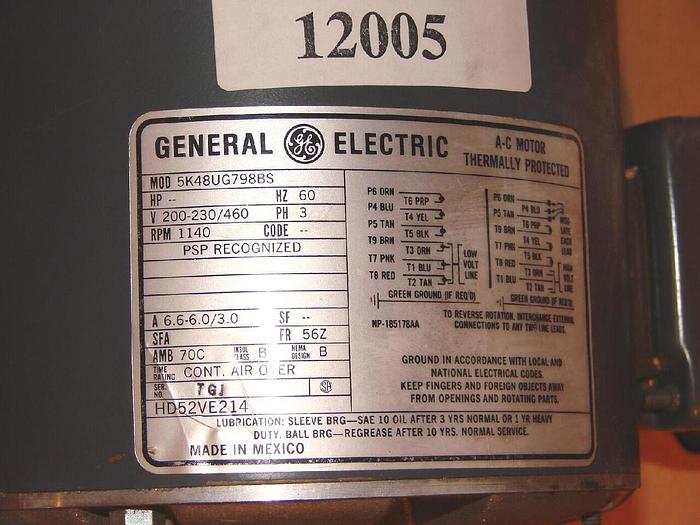 12005
GENERAL GE ELECTRIC
A-C MOTOR
THERMALLY PROTECTED
MOD 5K48UG798BS
HP -- HZ 60
V 200-230/460 PH 3
RPM 1140 CODE --
PSP RECOGNIZED
A 6.6-6.0/3.0 SF --
SFA FR 56Z
AMB 70C INSUL CLASS B NEMA DESIGN B
TIME RATING CONT. AIR OVER
SER. NO. TGJ
HD52VE214
P6 ORN
T6 PRP
P4 BLU
T4 YEL
P5 TAN
T5 BLK
T9 BRN
T3 ORN
T7 PNK
T1 BLU
T8 RED
T2 TAN
LOW VOLT LINE
GREEN GROUND (IF REQ'D)
P6 ORN
P4 BLU
P5 TAN
T6 PRP
T9 BRN
T4 YEL
T7 PNK
T5 BLK
T8 RED
T3 ORN
T1 BLU
T2 TAN
LATE
EACH
LEAD
HIGH VOLT LINE
GREEN GROUND (IF REQ'D)
NP-185178AA
TO REVERSE ROTATION, INTERCHANGE EXTERNAL
CONNECTIONS TO ANY TWO LINE LEADS.
GROUND IN ACCORDANCE WITH LOCAL AND
NATIONAL ELECTRICAL CODES.
KEEP FINGERS AND FOREIGN OBJECTS AWAY
FROM OPENINGS AND ROTATING PARTS.
LUBRICATION: SLEEVE BRG—SAE 10 OIL AFTER 3 YRS NORMAL OR 1 YR HEAVY
DUTY. BALL BRG—REGREASE AFTER 10 YRS. NORMAL SERVICE.
MADE IN MEXICO